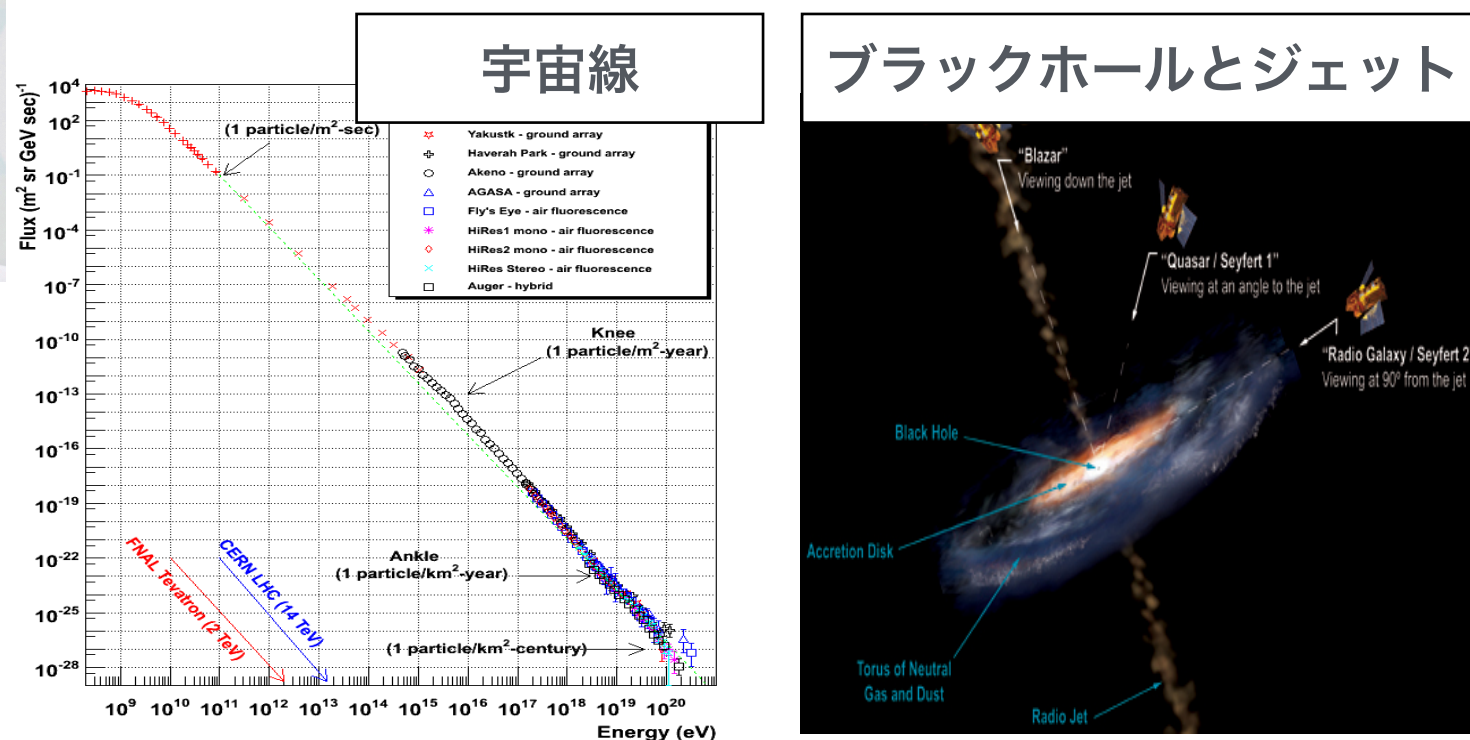 宇宙線
10⁴
10²
10⁻¹
10⁻⁴
10⁻⁷
10⁻¹⁰
10⁻¹³
10⁻¹⁶
10⁻¹⁹
10⁻²²
10⁻²⁵
10⁻²⁸
Flux (m² sr GeV sec)⁻¹
(1 particle/m²-sec)
Yakustk - ground array
Haverah Park - ground array
Akeno - ground array
AGASA - ground array
Fly's Eye - air fluorescence
HiRes1 mono - air fluorescence
HiRes2 mono - air fluorescence
HiRes Stereo - air fluorescence
Auger - hybrid
Knee
(1 particle/m²-year)
Ankle
(1 particle/km²-year)
(1 particle/km²-century)
FNAL Tevatron (2 TeV)
CERN LHC (14 TeV)
10⁹ 10¹⁰ 10¹¹ 10¹² 10¹³ 10¹⁴ 10¹⁵ 10¹⁶ 10¹⁷ 10¹⁸ 10¹⁹ 10²⁰
Energy (eV)
ブラックホールとジェット
“Blazar”
Viewing down the jet
“Quasar / Seyfert 1”
Viewing at an angle to the jet
“Radio Galaxy / Seyfert 2
Viewing at 90º from the jet
Black Hole
Accretion Disk
Torus of Neutral
Gas and Dust
Radio Jet